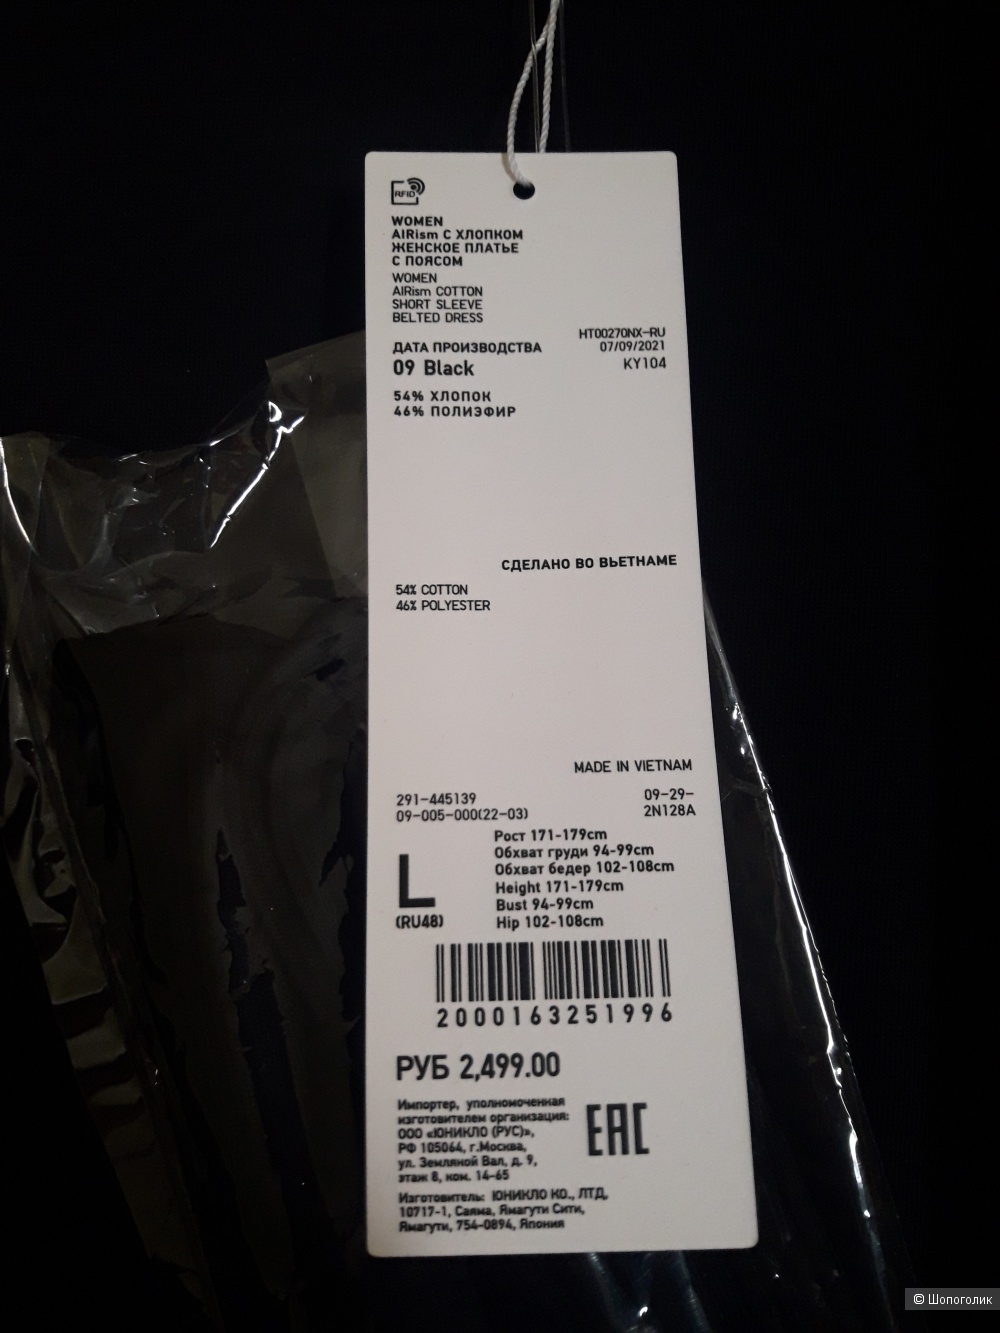 RFID
WOMEN
AIRism С ХЛОПКОМ
ЖЕНСКОЕ ПЛАТЬЕ
С ПОЯСОМ
WOMEN
AIRism COTTON
SHORT SLEEVE
BELTED DRESS
HT00270NX-RU
ДАТА ПРОИЗВОДСТВА 07/09/2021
09 Black KY104
54% ХЛОПОК
46% ПОЛИЭФИР
СДЕЛАНО ВО ВЬЕТНАМЕ
54% COTTON
46% POLYESTER
MADE IN VIETNAM
291-445139 09-29-
09-005-000(22-03) 2N128A
Рост 171-179cm
Обхват груди 94-99cm
Обхват бедер 102-108cm
Height 171-179cm
Bust 94-99cm
Hip 102-108cm
L
(RU48)
2000163251996
РУБ 2,499.00
Импортер, уполномоченная
изготовителем организация:
ООО «ЮНИКЛО (РУС)»,
РФ 105064, г.Москва,
ул. Земляной Вал, д. 9,
этаж 8, ком. 14-65
EAC
Изготовитель: ЮНИКЛО КО., ЛТД,
10717-1, Саяма, Ямагути Сити,
Ямагути, 754-0894, Япония
© Шопоголик